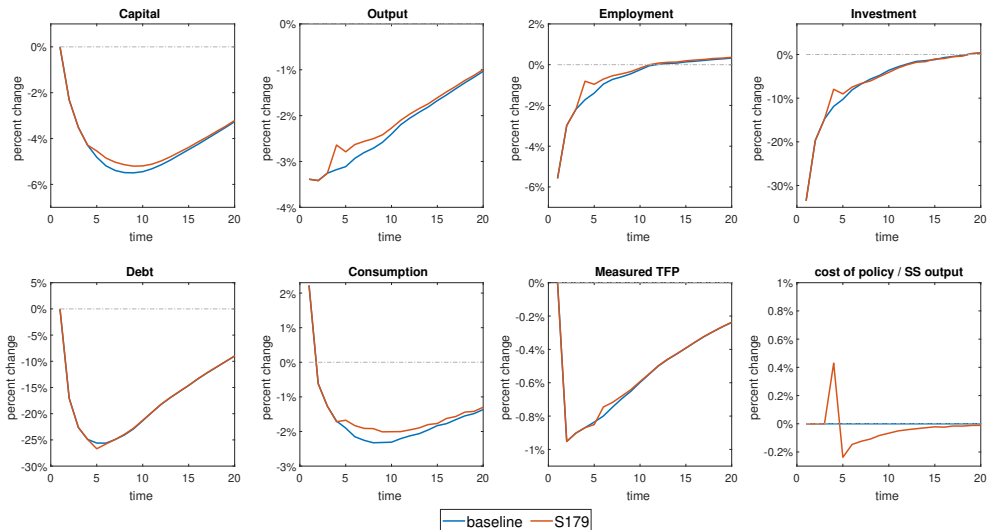 Capital
percent change
0%
-2%
-4%
-6%
0 5 10 15 20
time
Output
percent change
0%
-1%
-2%
-3%
-4%
0 5 10 15 20
time
Employment
percent change
2%
0%
-2%
-4%
-6%
0 5 10 15 20
time
Investment
percent change
0%
-10%
-20%
-30%
0 5 10 15 20
time
Debt
percent change
5%
0%
-5%
-10%
-15%
-20%
-25%
-30%
0 5 10 15 20
time
Consumption
percent change
2%
1%
0%
-1%
-2%
-3%
0 5 10 15 20
time
Measured TFP
percent change
0%
-0.2%
-0.4%
-0.6%
-0.8%
-1%
0 5 10 15 20
time
cost of policy / SS output
percent change
1%
0.8%
0.6%
0.4%
0.2%
0%
-0.2%
0 5 10 15 20
time
baseline S179